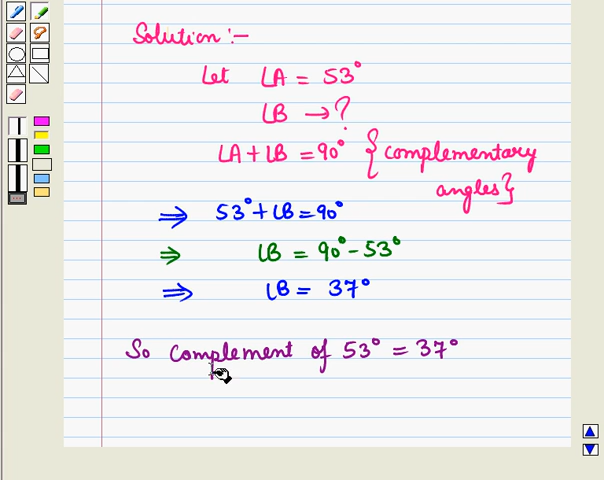 Solution :-
Let ∠A = 53°
∠B → ?
∠A + ∠B = 90° {complementary
angles}
⇒ 53° + ∠B = 90°
⇒ ∠B = 90° - 53°
⇒ ∠B = 37°
So complement of 53° = 37°